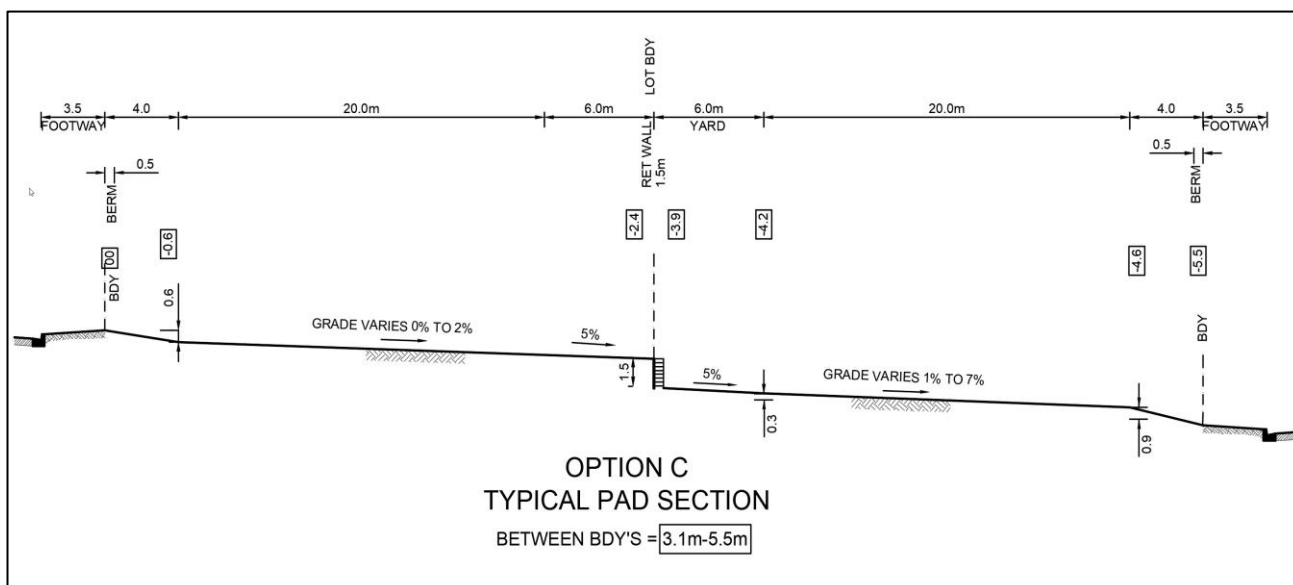 LOT BDY
3.5
4.0
20.0m
6.0m
6.0m
20.0m
4.0
3.5
FOOTWAY
YARD
FOOTWAY
RET WALL
1.5m
0.5
0.5
BERM
BERM
-2.4
-3.9
-4.2
-0.6
00
-4.6
-5.5
BDY
0.6
GRADE VARIES 0% TO 2%
5%
BDY
1.5
5%
GRADE VARIES 1% TO 7%
0.3
0.9
OPTION C
TYPICAL PAD SECTION
BETWEEN BDY'S = 3.1m-5.5m